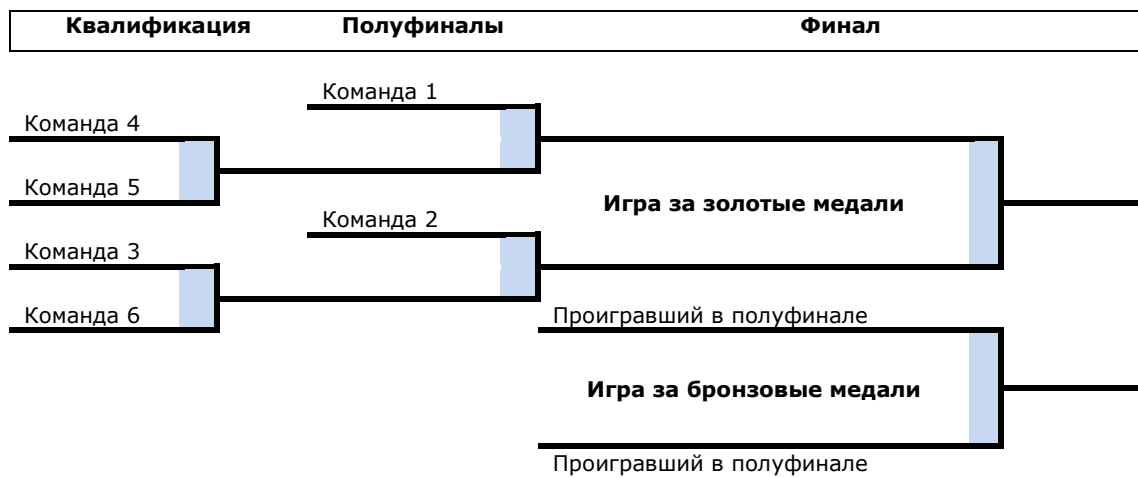 Квалификация Полуфиналы Финал
Команда 1
Команда 4
Команда 5
Игра за золотые медали
Команда 2
Команда 3
Команда 6
Проигравший в полуфинале
Игра за бронзовые медали
Проигравший в полуфинале